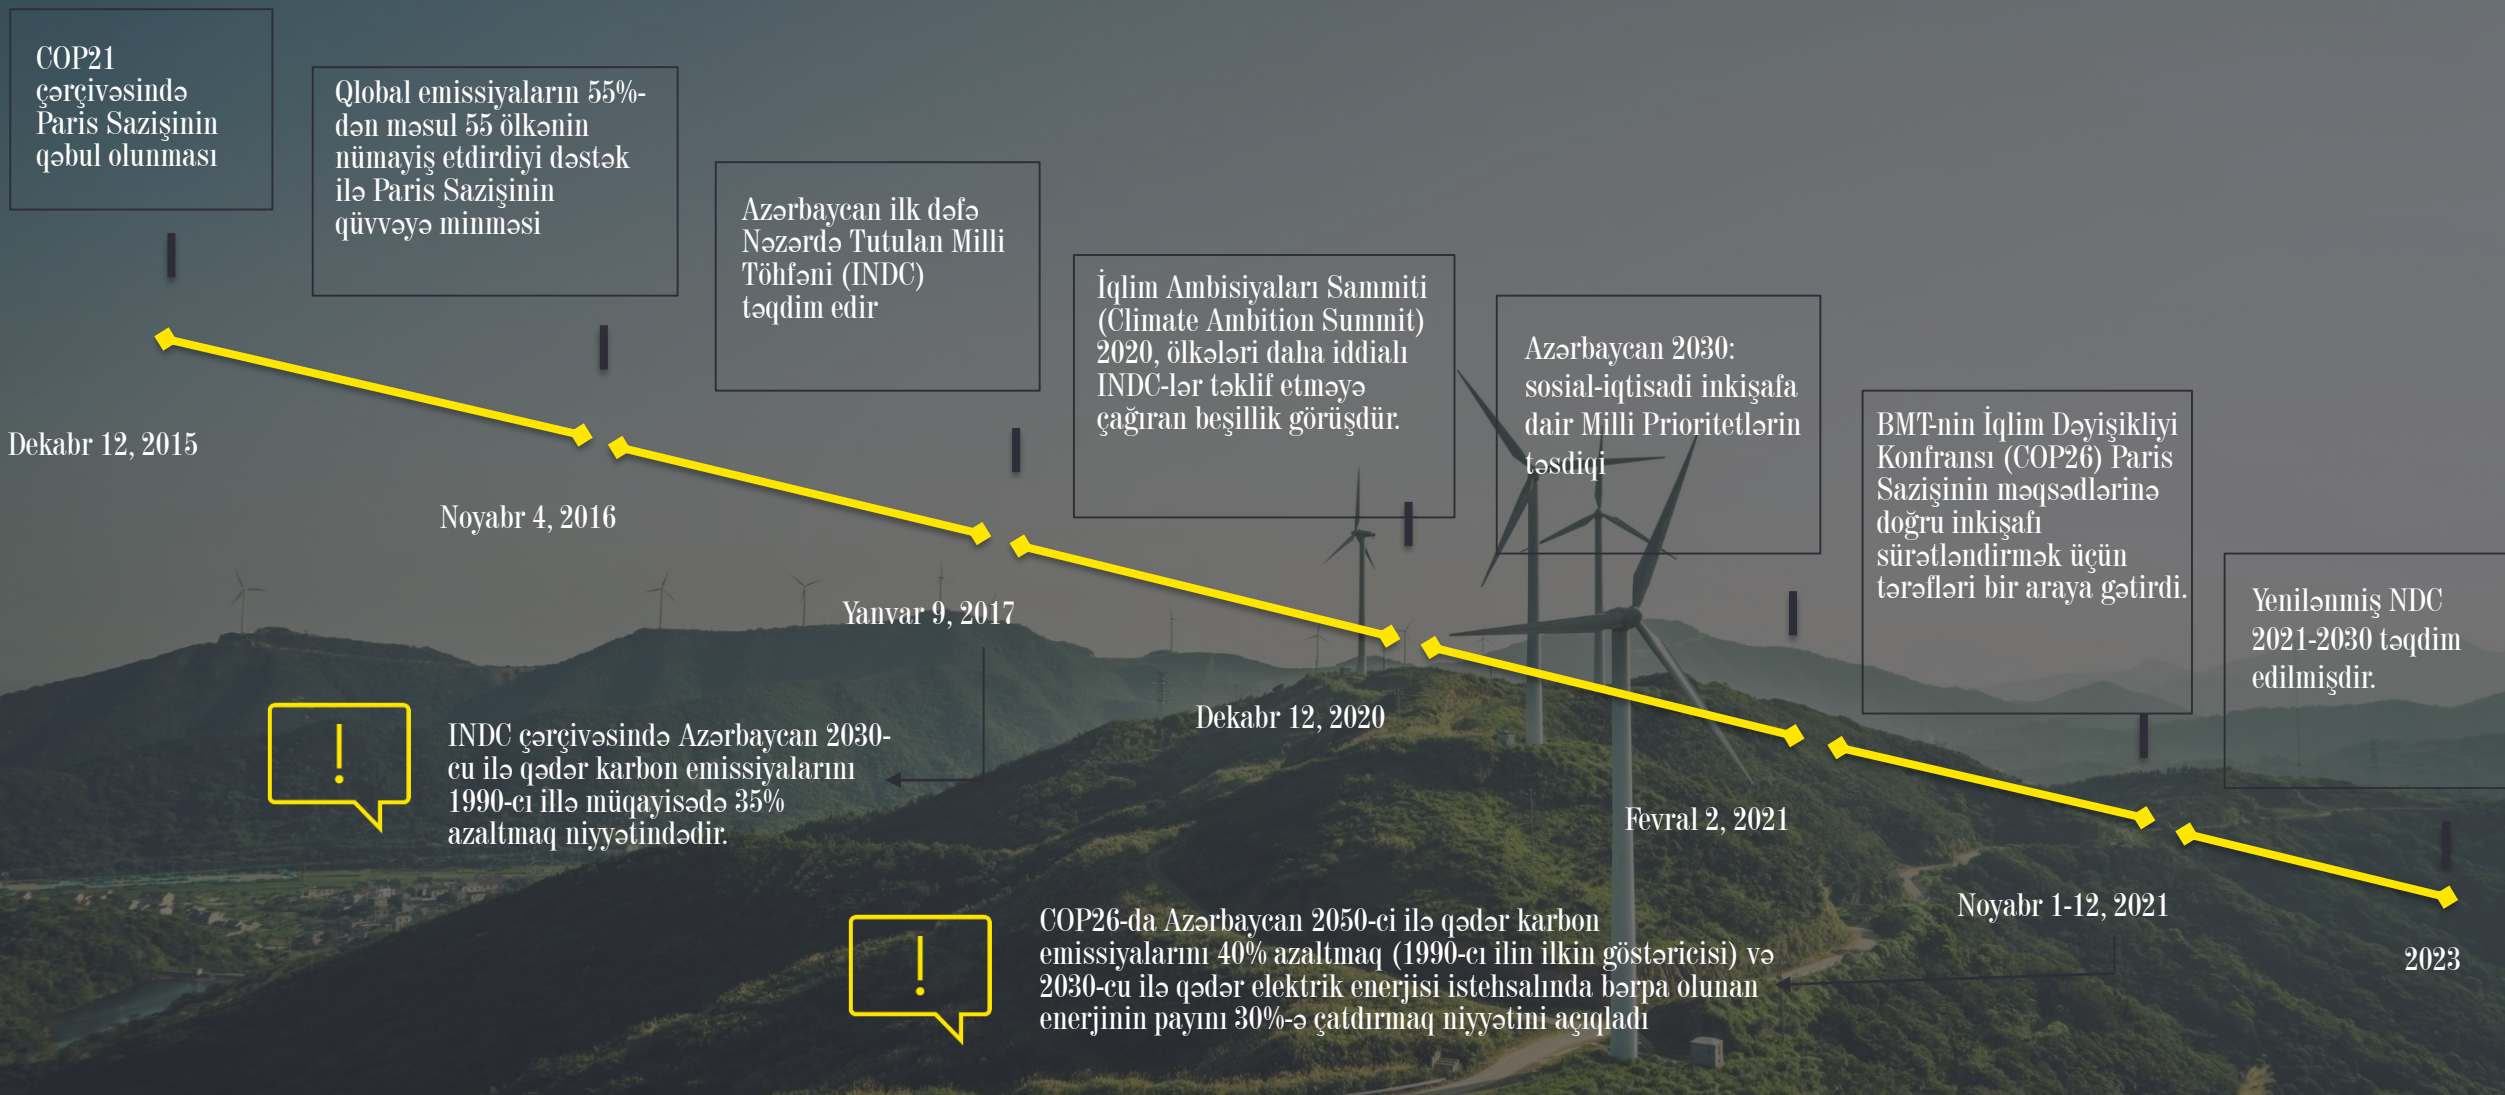 COP21
çərçivəsində
Paris Sazişinin
qəbul olunması
Dekabr 12, 2015
Qlobal emissiyaların 55%-
dən məsul 55 ölkənin
nümayiş etdirdiyi dəstək
ilə Paris Sazişinin
qüvvəyə minməsi
Noyabr 4, 2016
Azərbaycan ilk dəfə
Nəzərdə Tutulan Milli
Töhfəni (INDC)
təqdim edir
Yanvar 9, 2017
İqlim Ambisiyaları Sammiti
(Climate Ambition Summit)
2020, ölkələri daha iddialı
INDC-lər təklif etməyə
çağıran beşillik görüşdür.
Dekabr 12, 2020
Azərbaycan 2030:
sosial-iqtisadi inkişafa
dair Milli Prioritetlərin
təsdiqi
Fevral 2, 2021
BMT-nin İqlim Dəyişikliyi
Konfransı (COP26) Paris
Sazişinin məqsədlərinə
doğru inkişafı
sürətləndirmək üçün
tərəfləri bir araya gətirdi.
Noyabr 1-12, 2021
Yenilənmiş NDC
2021-2030 təqdim
edilmişdir.
2023
INDC çərçivəsində Azərbaycan 2030-
cu ilə qədər karbon emissiyalarını
1990-cı illə müqayisədə 35%
azaltmaq niyyətindədir.
COP26-da Azərbaycan 2050-ci ilə qədər karbon
emissiyalarını 40% azaltmaq (1990-cı ilin ilkin göstəricisi) və
2030-cu ilə qədər elektrik enerjisi istehsalında bərpa olunan
enerjinin payını 30%-ə çatdırmaq niyyətini açıqladı